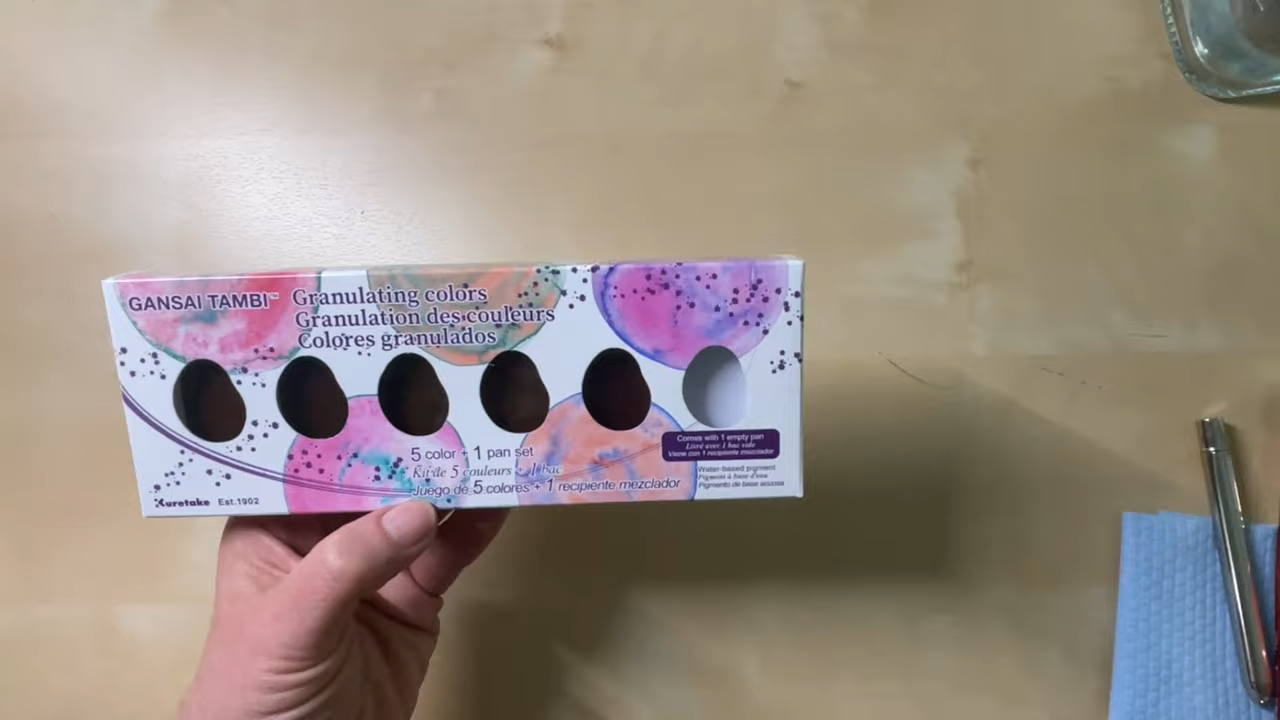 GANSAI TAMBI™
Granulating colors
Granulation des couleurs
Colores granulados
5 color + 1 pan set
Kit de 5 couleurs + 1 bac
Juego de 5 colores + 1 recipiente mezclador
Comes with 1 empty pan
Livré avec 1 bac vide
Viene con 1 recipiente mezclador
Water-based pigment
Pigment à base d'eau
Pigmento de base acuosa
Kuretake Est.1902